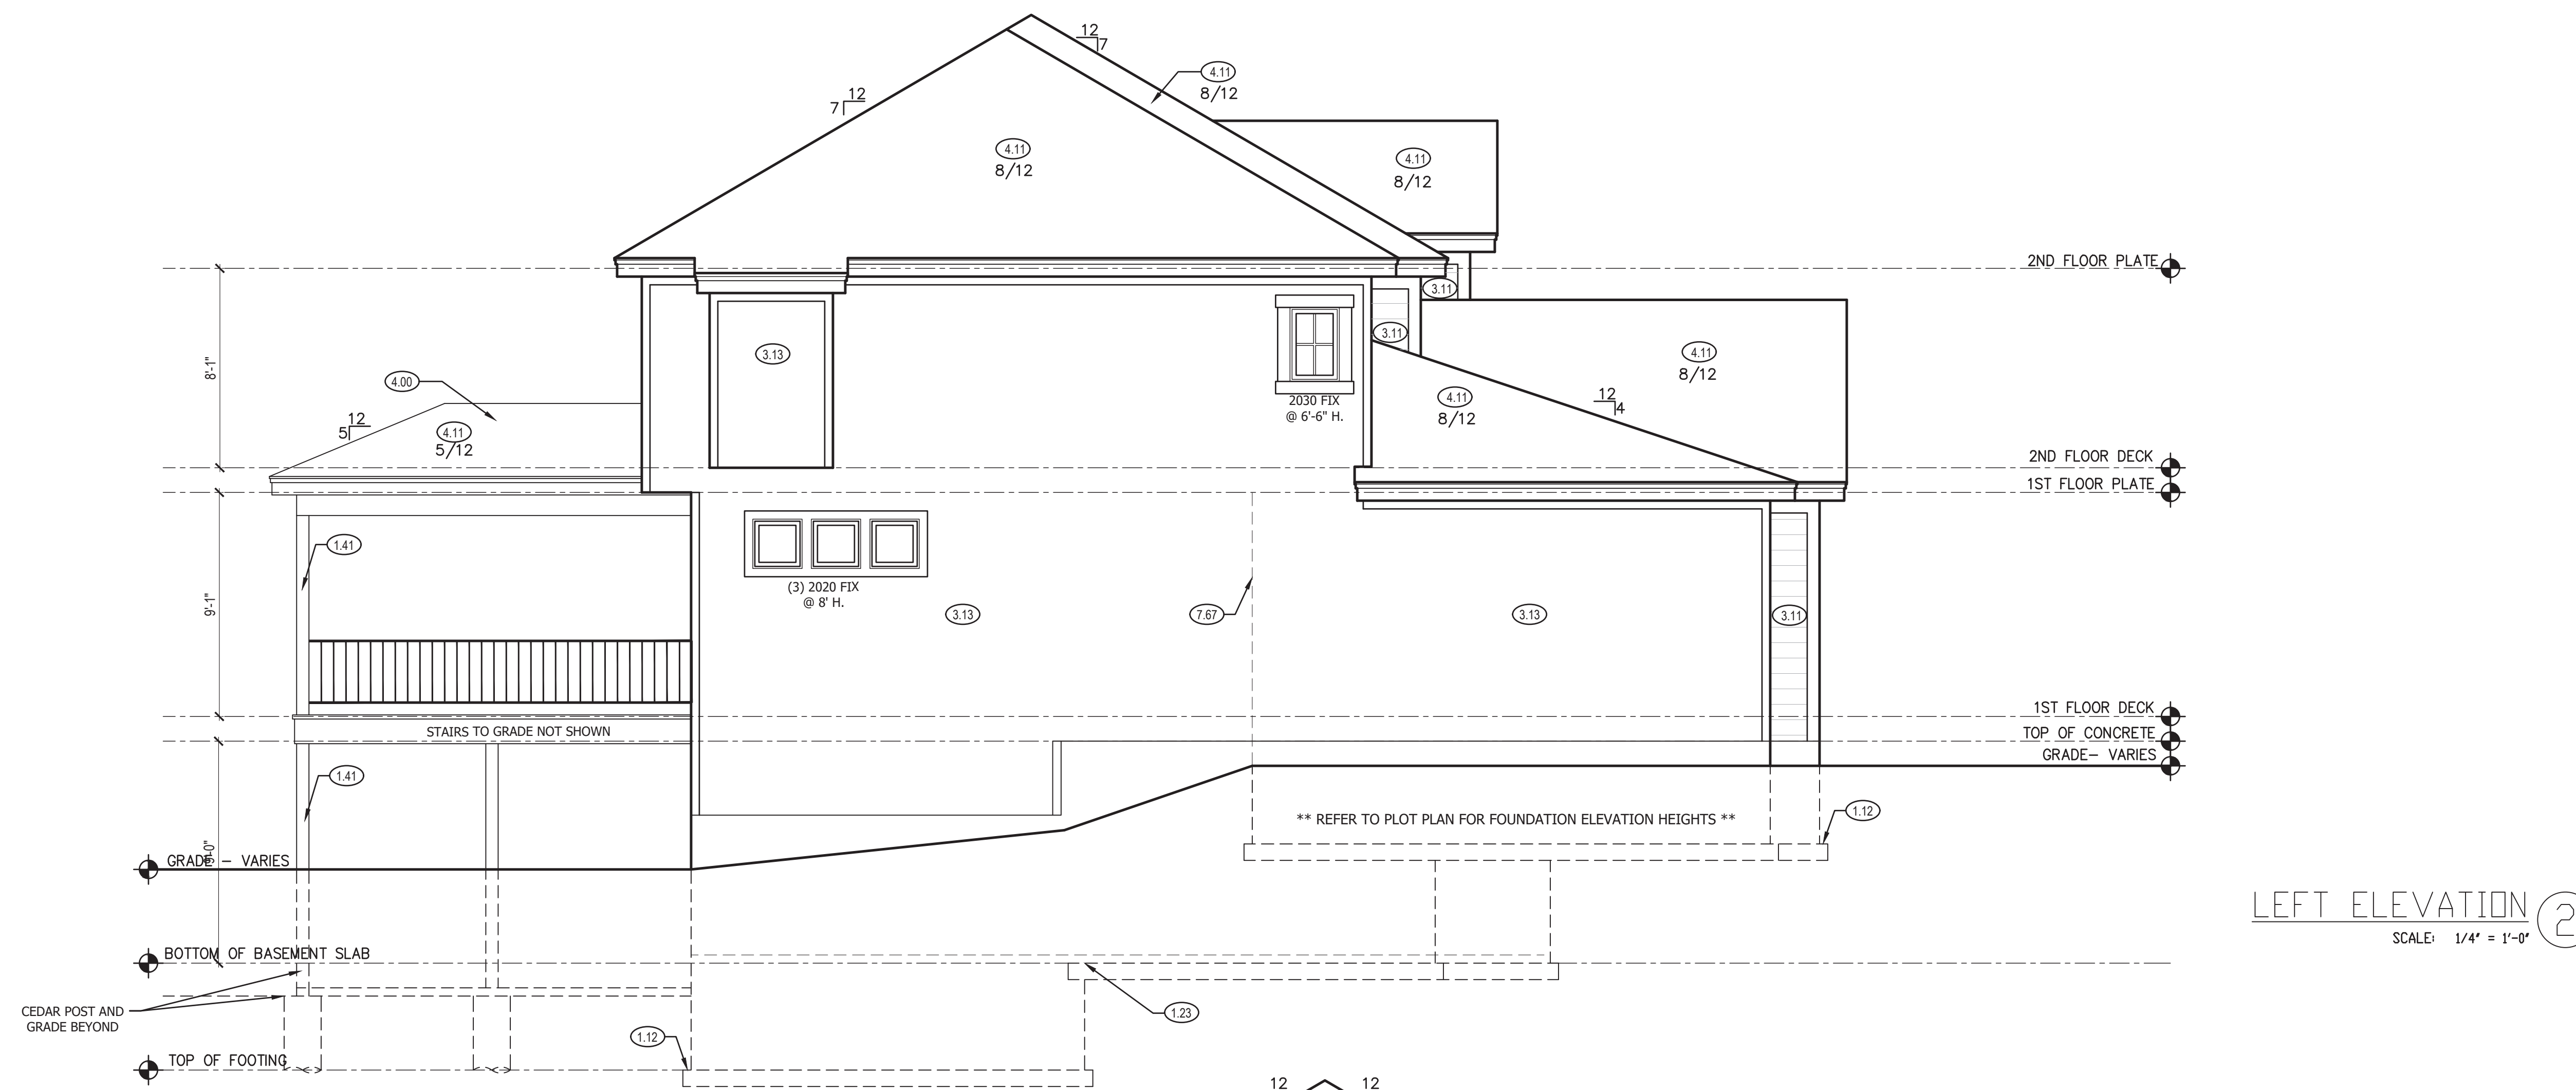 12
7
4.11
8/12
12
7
4.11
8/12
4.11
8/12
2ND FLOOR PLATE
3.11
3.11
3.13
8'-1"
4.00
2030 FIX
@ 6'-6" H.
4.11
8/12
4.11
8/12
12
4
12
5
4.11
5/12
2ND FLOOR DECK
1ST FLOOR PLATE
1.41
(3) 2020 FIX
@ 8' H.
9'-1"
3.13
7.67
3.13
3.11
1ST FLOOR DECK
STAIRS TO GRADE NOT SHOWN
TOP OF CONCRETE
GRADE- VARIES
1.41
** REFER TO PLOT PLAN FOR FOUNDATION ELEVATION HEIGHTS **
1.12
GRADE - VARIES
LEFT ELEVATION 2
SCALE: 1/4" = 1'-0"
BOTTOM OF BASEMENT SLAB
CEDAR POST AND
GRADE BEYOND
1.23
1.12
TOP OF FOOTING
12 12